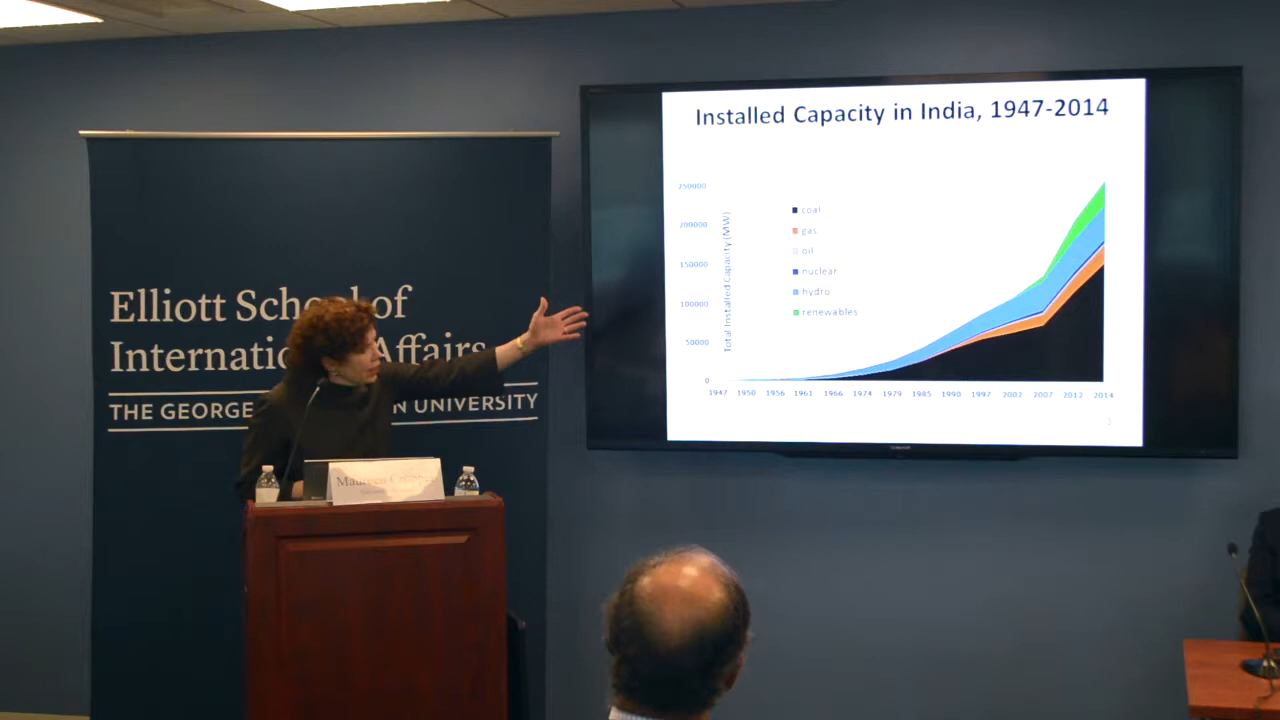 Elliott School of
International Affairs
THE GEORGE N UNIVERSITY
Maureen
Installed Capacity in India, 1947-2014
250000
200000
150000
100000
50000
0
Total Installed Capacity (MW)
coal
gas
oil
nuclear
hydro
renewables
1947 1950 1956 1961 1966 1974 1979 1985 1990 1997 2002 2007 2012 2014
3